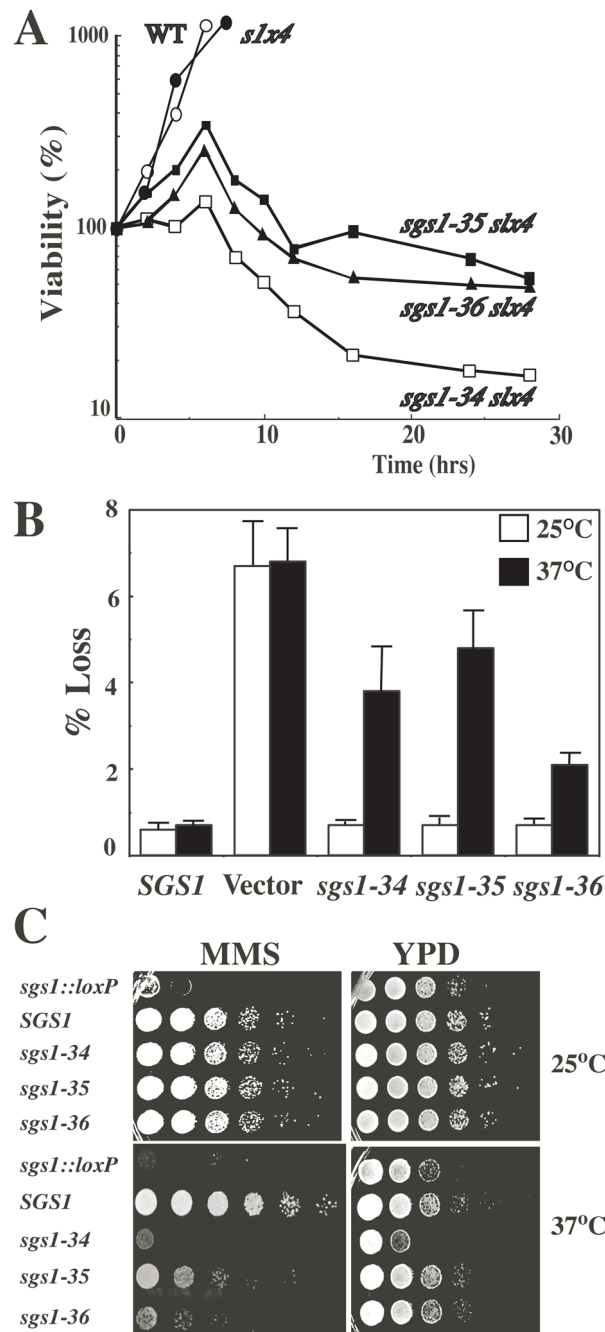 A
WT
slx4
1000
100
10
Viability (%)
sgs1-35 slx4
sgs1-36 slx4
sgs1-34 slx4
0
10
20
30
Time (hrs)
B
8
6
4
2
0
% Loss
25°C
37°C
SGS1 Vector sgs1-34 sgs1-35 sgs1-36
C
MMS YPD
sgs1::loxP
SGS1
sgs1-34
sgs1-35
sgs1-36
25°C
sgs1::loxP
SGS1
sgs1-34
sgs1-35
sgs1-36
37°C